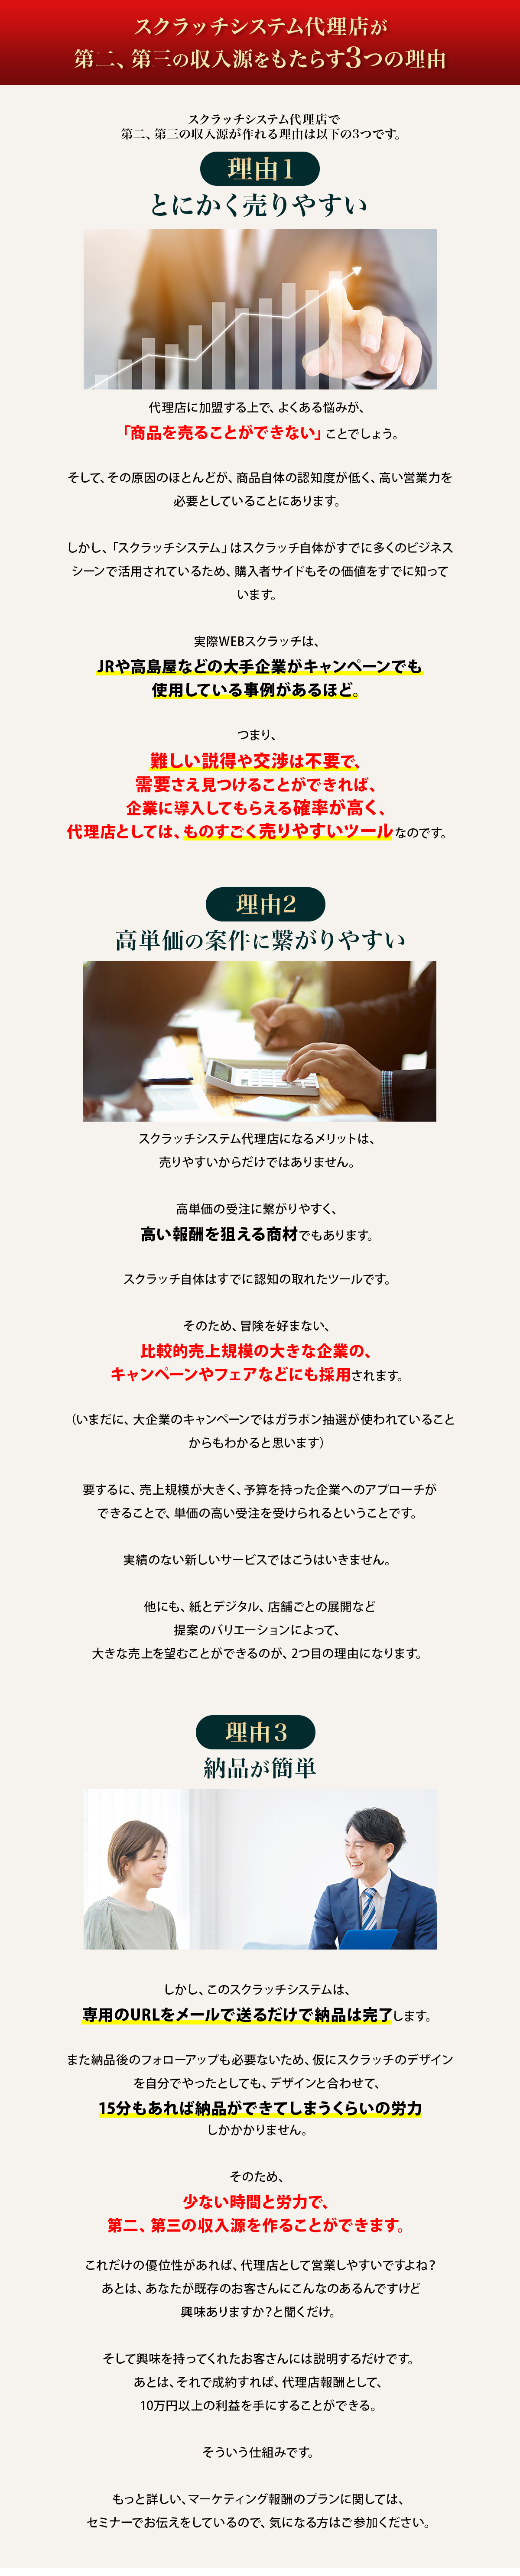 スクラッチシステム代理店が
第二、第三の収入源をもたらす3つの理由
スクラッチシステム代理店で
第二、第三の収入源が作れる理由は以下の3つです。
理由1
とにかく売りやすい
代理店に加盟する上で、よくある悩みが、
「商品を売ることができない」ことでしょう。
そして、その原因のほとんどが、商品自体の認知度が低く、高い営業力を
必要としていることにあります。
しかし、「スクラッチシステム」はスクラッチ自体がすでに多くのビジネス
シーンで活用されているため、購入者サイドもその価値をすでに知って
います。
実際WEBスクラッチは、
JRや高島屋などの大手企業がキャンペーンでも
使用している事例があるほど。
つまり、
難しい説得や交渉は不要で、
需要さえ見つけることができれば、
企業に導入してもらえる確率が高く、
代理店としては、ものすごく売りやすいツールなのです。
理由2
高単価の案件に繋がりやすい
スクラッチシステム代理店になるメリットは、
売りやすいからだけではありません。
高単価の受注に繋がりやすく、
高い報酬を狙える商材でもあります。
スクラッチ自体はすでに認知の取れたツールです。
そのため、冒険を好まない、
比較的売上規模の大きな企業の、
キャンペーンやフェアなどにも採用されます。
（いまだに、大企業のキャンペーンではガラポン抽選が使われていること
からもわかると思います）
要するに、売上規模が大きく、予算を持った企業へのアプローチが
できることで、単価の高い受注を受けられるということです。
実績のない新しいサービスではこうはいきません。
他にも、紙とデジタル、店舗ごとの展開など
提案のバリエーションによって、
大きな売上を望むことができるのが、2つ目の理由になります。
理由3
納品が簡単
しかし、このスクラッチシステムは、
専用のURLをメールで送るだけで納品は完了します。
また納品後のフォローアップも必要ないため、仮にスクラッチのデザイン
を自分でやったとしても、デザインと合わせて、
15分もあれば納品ができてしまうくらいの労力
しかかかりません。
そのため、
少ない時間と労力で、
第二、第三の収入源を作ることができます。
これだけの優位性があれば、代理店として営業しやすいですよね？
あとは、あなたが既存のお客さんにこんなのあるんですけど
興味ありますか？と聞くだけ。
そして興味を持ってくれたお客さんには説明するだけです。
あとは、それで成約すれば、代理店報酬として、
10万円以上の利益を手にすることができる。
そういう仕組みです。
もっと詳しい、マーケティング報酬のプランに関しては、
セミナーでお伝えをしているので、気になる方はご参加ください。